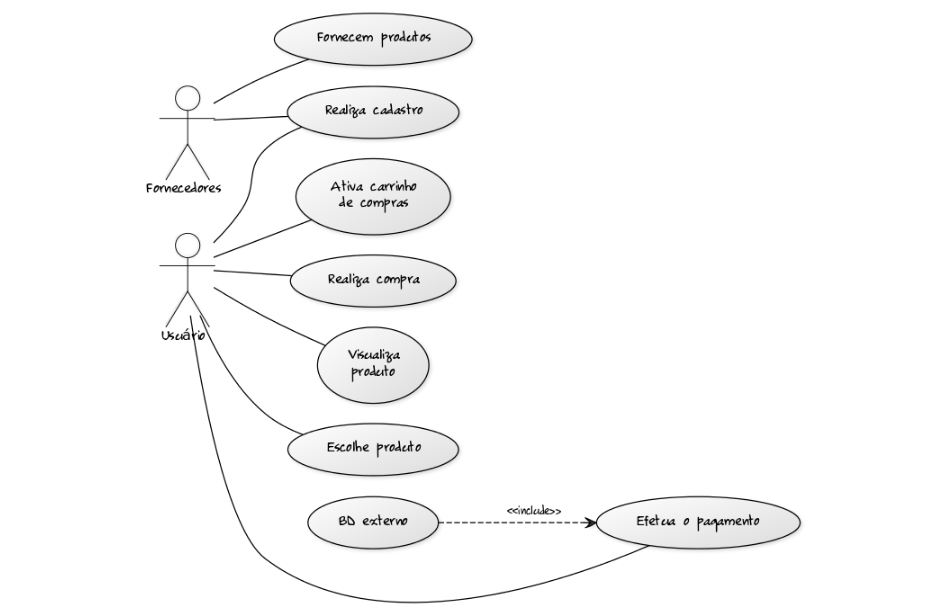 Fornecem produtos
Realiza cadastro
Fornecedores
Ativa carrinho
de compras
Realiza compra
Usuário
Visualiza
produto
Escolhe produto
BD externo
<<include>>
Efetua o pagamento